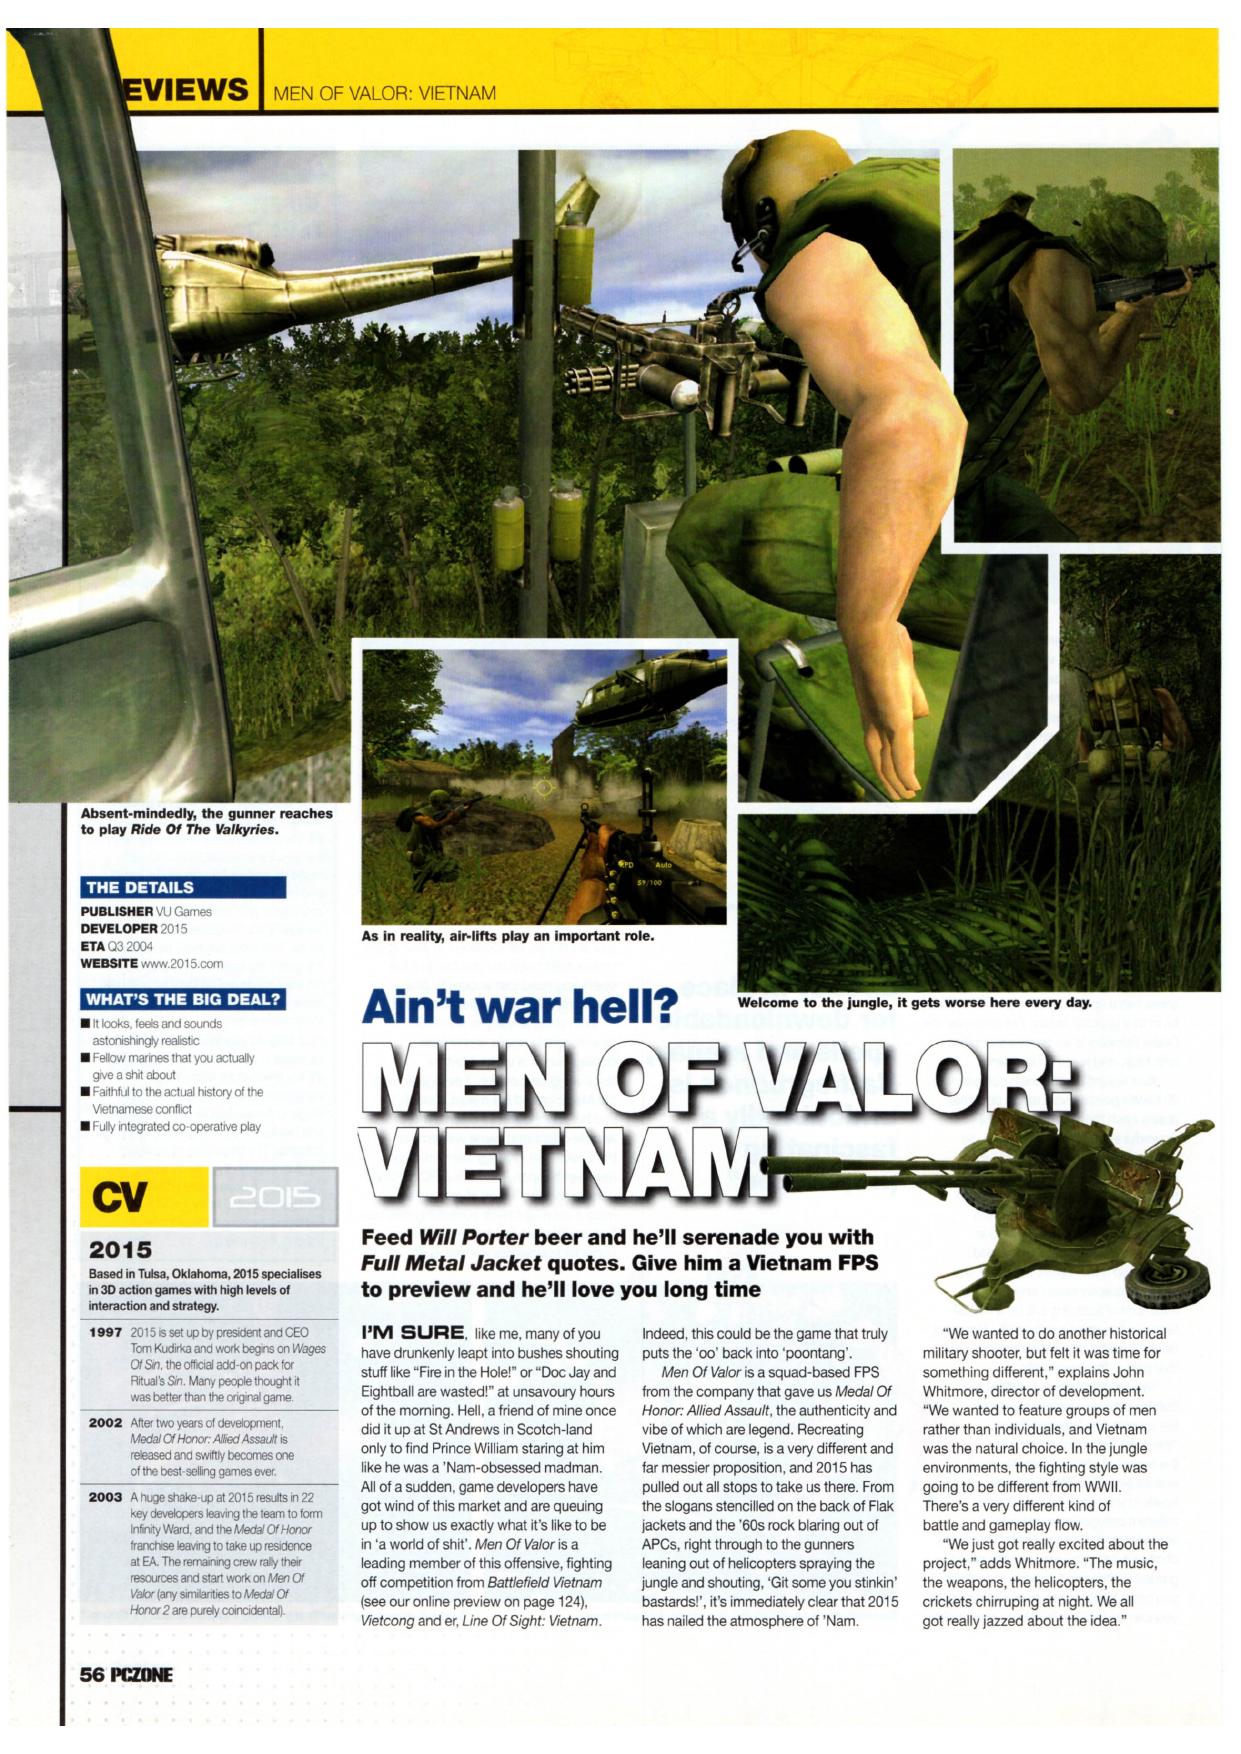 EVIEWS
MEN OF VALOR: VIETNAM
Absent-mindedly, the gunner reaches
to play Ride Of The Valkyries.
THE DETAILS
PUBLISHER VU Games
DEVELOPER 2015
ETA Q3 2004
WEBSITE www.2015.com
WHAT'S THE BIG DEAL?
■ It looks, feels and sounds
astonishingly realistic
■ Fellow marines that you actually
give a shit about
■ Faithful to the actual history of the
Vietnamese conflict
■ Fully integrated co-operative play
CV
2015
2015
Based in Tulsa, Oklahoma, 2015 specialises
in 3D action games with high levels of
interaction and strategy.
1997 2015 is set up by president and CEO
Tom Kudirka and work begins on Wages
Of Sin, the official add-on pack for
Ritual's Sin. Many people thought it
was better than the original game.
2002 After two years of development,
Medal Of Honor: Allied Assault is
released and swiftly becomes one
of the best-selling games ever.
2003 A huge shake-up at 2015 results in 22
key developers leaving the team to form
Infinity Ward, and the Medal Of Honor
franchise leaving to take up residence
at EA. The remaining crew rally their
resources and start work on Men Of
Valor (any similarities to Medal Of
Honor 2 are purely coincidental).
RPD Auto
59/100
As in reality, air-lifts play an important role.
Welcome to the jungle, it gets worse here every day.
Ain't war hell?
MEN OF VALOR:
VIETNAM
Feed Will Porter beer and he'll serenade you with
Full Metal Jacket quotes. Give him a Vietnam FPS
to preview and he'll love you long time
I'M SURE, like me, many of you
have drunkenly leapt into bushes shouting
stuff like "Fire in the Hole!" or "Doc Jay and
Eightball are wasted!" at unsavoury hours
of the morning. Hell, a friend of mine once
did it up at St Andrews in Scotch-land
only to find Prince William staring at him
like he was a 'Nam-obsessed madman.
All of a sudden, game developers have
got wind of this market and are queuing
up to show us exactly what it's like to be
in 'a world of shit'. Men Of Valor is a
leading member of this offensive, fighting
off competition from Battlefield Vietnam
(see our online preview on page 124),
Vietcong and er, Line Of Sight: Vietnam.
Indeed, this could be the game that truly
puts the 'oo' back into 'poontang'.
Men Of Valor is a squad-based FPS
from the company that gave us Medal Of
Honor: Allied Assault, the authenticity and
vibe of which are legend. Recreating
Vietnam, of course, is a very different and
far messier proposition, and 2015 has
pulled out all stops to take us there. From
the slogans stencilled on the back of Flak
jackets and the '60s rock blaring out of
APCs, right through to the gunners
leaning out of helicopters spraying the
jungle and shouting, 'Git some you stinkin'
bastards!', it's immediately clear that 2015
has nailed the atmosphere of 'Nam.
"We wanted to do another historical
military shooter, but felt it was time for
something different," explains John
Whitmore, director of development.
"We wanted to feature groups of men
rather than individuals, and Vietnam
was the natural choice. In the jungle
environments, the fighting style was
going to be different from WWII.
There's a very different kind of
battle and gameplay flow.
"We just got really excited about the
project," adds Whitmore. "The music,
the weapons, the helicopters, the
crickets chirruping at night. We all
got really jazzed about the idea."
56 PCZONE